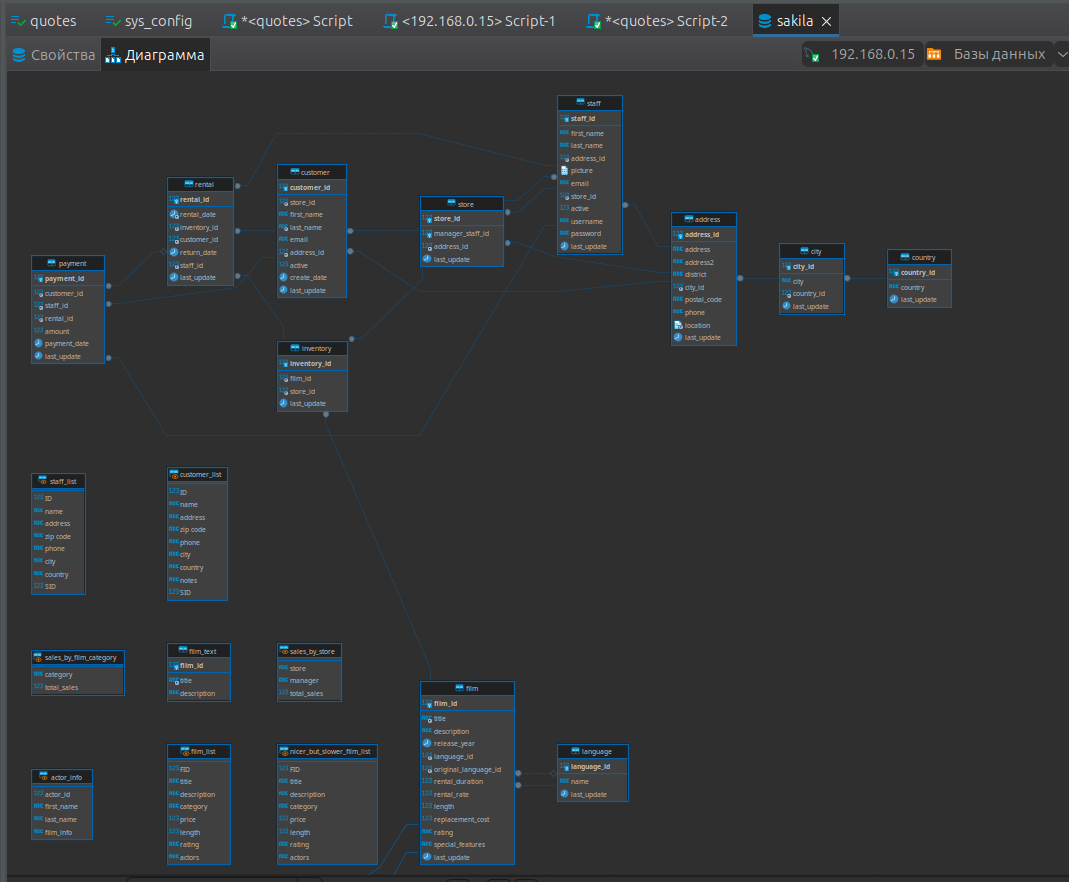 quotes
sys_config
*<quotes> Script
<192.168.0.15> Script-1
*<quotes> Script-2
sakila
Свойства
Диаграмма
192.168.0.15
Базы данных
staff
staff_id
first_name
last_name
address_id
picture
email
store_id
active
username
password
last_update
rental
rental_id
rental_date
inventory_id
customer_id
return_date
staff_id
last_update
customer
customer_id
store_id
first_name
last_name
email
address_id
active
create_date
last_update
store
store_id
manager_staff_id
address_id
last_update
address
address_id
address
address2
district
city_id
postal_code
phone
location
last_update
city
city_id
city
country_id
last_update
country
country_id
country
last_update
payment
payment_id
customer_id
staff_id
rental_id
amount
payment_date
last_update
inventory
inventory_id
film_id
store_id
last_update
staff_list
ID
name
address
zip code
phone
city
country
SID
customer_list
ID
name
address
zip code
phone
city
country
notes
SID
sales_by_film_category
category
total_sales
film_text
film_id
title
description
sales_by_store
store
manager
total_sales
film
film_id
title
description
release_year
language_id
original_language_id
rental_duration
rental_rate
length
replacement_cost
rating
special_features
last_update
language
language_id
name
last_update
actor_info
actor_id
first_name
last_name
film_info
film_list
FID
title
description
category
price
length
rating
actors
nicer_but_slower_film_list
FID
title
description
category
price
length
rating
actors